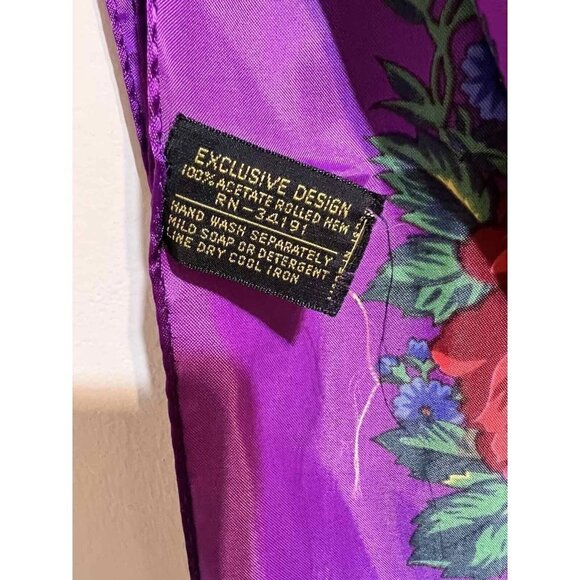 EXCLUSIVE DESIGN
100% ACETATE ROLLED HEM
RN-34191
HAND WASH SEPARATELY
MILD SOAP OR DETERGENT
LINE DRY COOL IRON